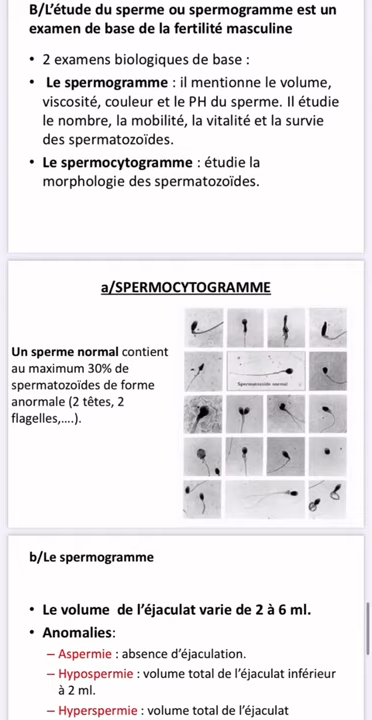 B/L'étude du sperme ou spermogramme est un
examen de base de la fertilité masculine
• 2 examens biologiques de base :
• Le spermogramme : il mentionne le volume,
viscosité, couleur et le PH du sperme. Il étudie
le nombre, la mobilité, la vitalité et la survie
des spermatozoïdes.
• Le spermocytogramme : étudie la
morphologie des spermatozoïdes.
a/SPERMOCYTOGRAMME
Un sperme normal contient
au maximum 30% de
spermatozoïdes de forme
anormale (2 têtes, 2
flagelles,....).
Spermatozoïde normal
b/Le spermogramme
• Le volume de l'éjaculat varie de 2 à 6 ml.
• Anomalies:
– Aspermie : absence d'éjaculation.
– Hypospermie : volume total de l'éjaculat inférieur
à 2 ml.
– Hyperspermie : volume total de l'éjaculat